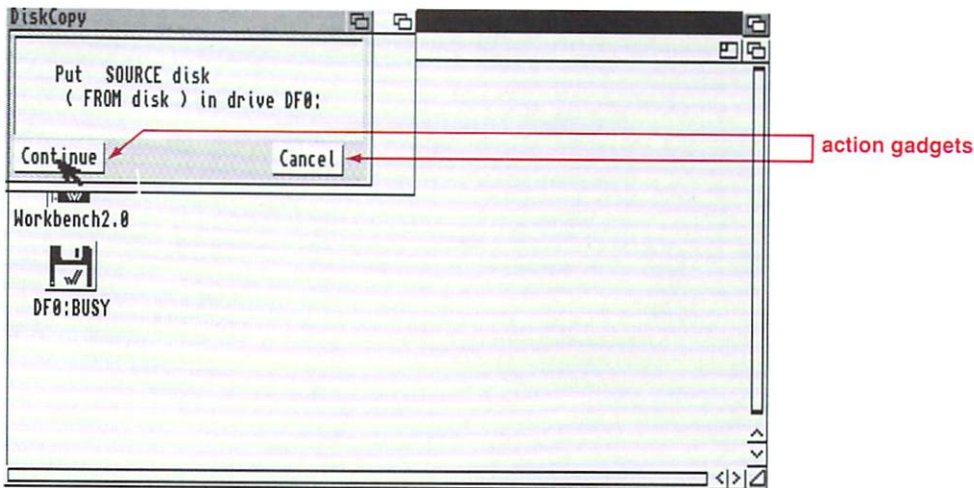 DiskCopy
Put SOURCE disk
( FROM disk ) in drive DF0:
Continue
Cancel
action gadgets
Workbench2.0
DF0:BUSY